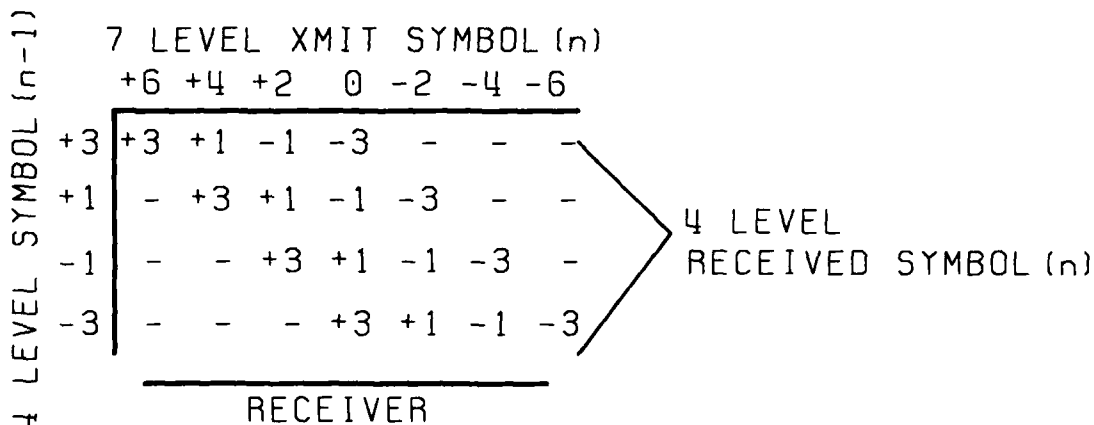 7 LEVEL XMIT SYMBOL (n)
+6 +4 +2 0 -2 -4 -6
4 LEVEL SYMBOL (n-1)
+3 +3 +1 -1 -3 - - -
+1 - +3 +1 -1 -3 - -
-1 - - +3 +1 -1 -3 -
-3 - - - +3 +1 -1 -3
4 LEVEL
RECEIVED SYMBOL (n)
RECEIVER